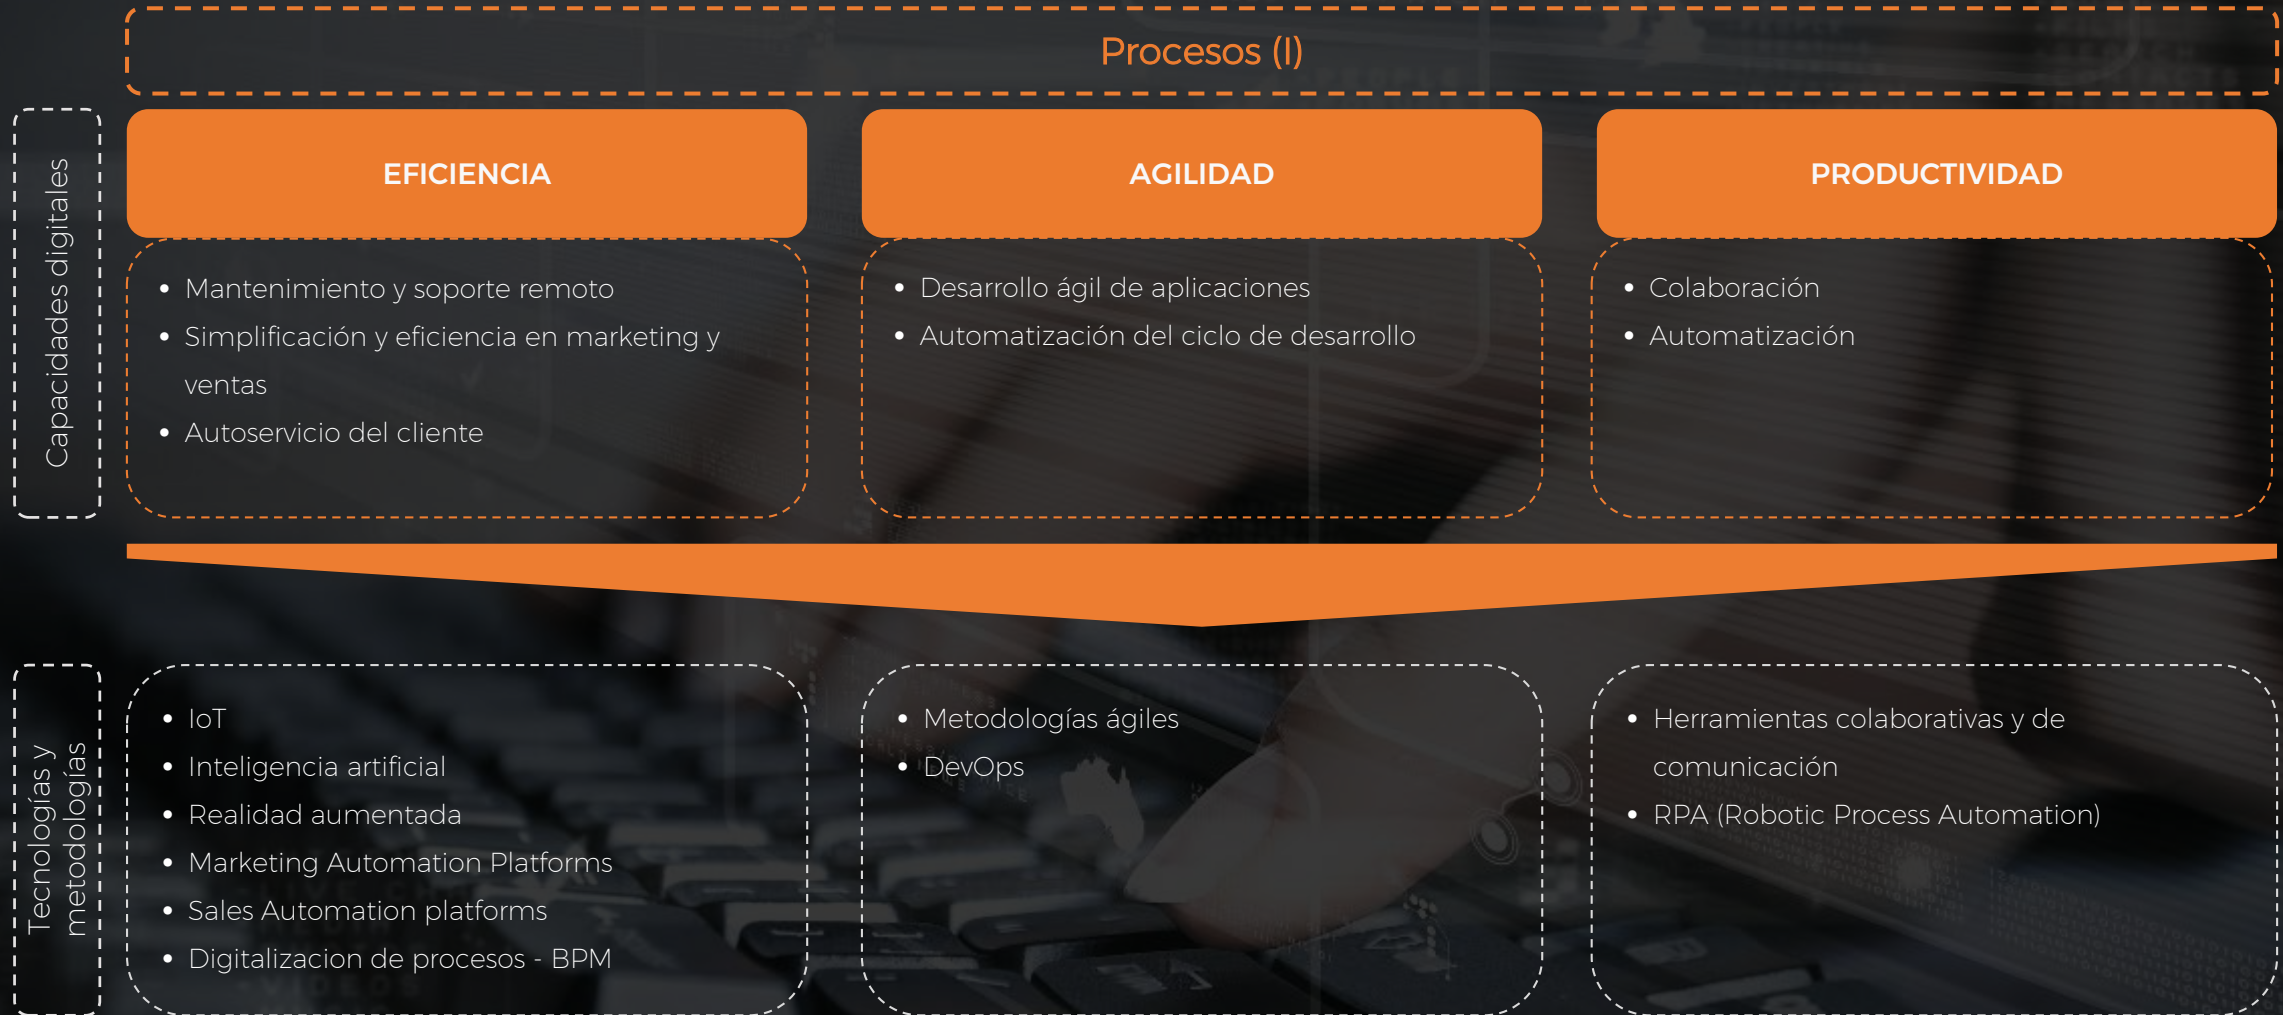 Procesos (I)
Capacidades digitales
EFICIENCIA
• Mantenimiento y soporte remoto
• Simplificación y eficiencia en marketing y
ventas
• Autoservicio del cliente
AGILIDAD
• Desarrollo ágil de aplicaciones
• Automatización del ciclo de desarrollo
PRODUCTIVIDAD
• Colaboración
• Automatización
Tecnologías y
metodologías
• IoT
• Inteligencia artificial
• Realidad aumentada
• Marketing Automation Platforms
• Sales Automation platforms
• Digitalizacion de procesos - BPM
• Metodologías ágiles
• DevOps
• Herramientas colaborativas y de
comunicación
• RPA (Robotic Process Automation)